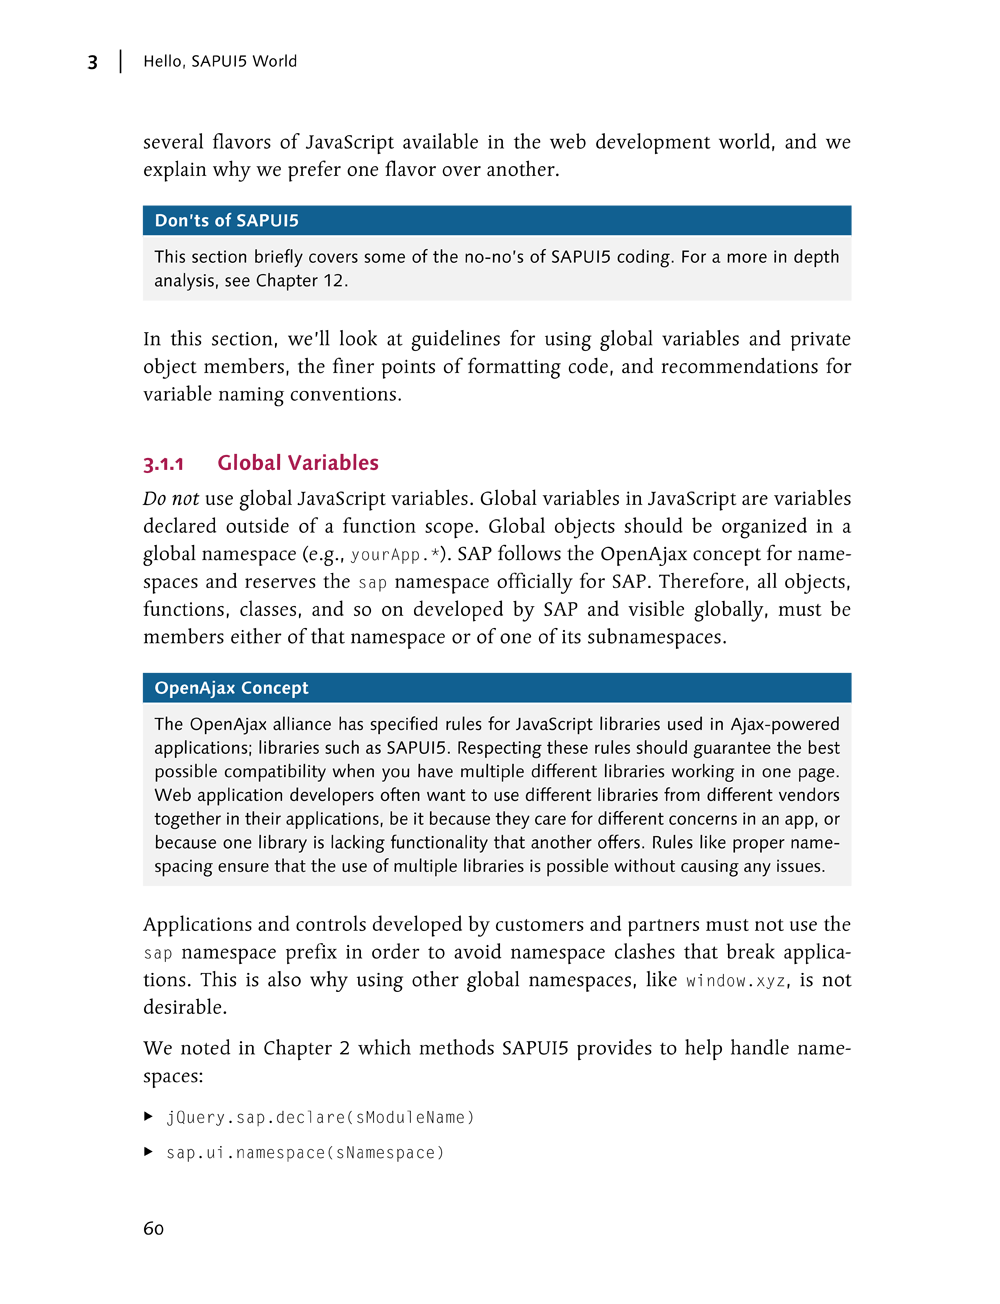 3 Hello, SAPUI5 World
several flavors of JavaScript available in the web development world, and we
explain why we prefer one flavor over another.
Don'ts of SAPUI5
This section briefly covers some of the no-no's of SAPUI5 coding. For a more in depth
analysis, see Chapter 12.
In this section, we'll look at guidelines for using global variables and private
object members, the finer points of formatting code, and recommendations for
variable naming conventions.
3.1.1 Global Variables
Do not use global JavaScript variables. Global variables in JavaScript are variables
declared outside of a function scope. Global objects should be organized in a
global namespace (e.g., yourApp.*). SAP follows the OpenAjax concept for name-
spaces and reserves the sap namespace officially for SAP. Therefore, all objects,
functions, classes, and so on developed by SAP and visible globally, must be
members either of that namespace or of one of its subnamespaces.
OpenAjax Concept
The OpenAjax alliance has specified rules for JavaScript libraries used in Ajax-powered
applications; libraries such as SAPUI5. Respecting these rules should guarantee the best
possible compatibility when you have multiple different libraries working in one page.
Web application developers often want to use different libraries from different vendors
together in their applications, be it because they care for different concerns in an app, or
because one library is lacking functionality that another offers. Rules like proper name-
spacing ensure that the use of multiple libraries is possible without causing any issues.
Applications and controls developed by customers and partners must not use the
sap namespace prefix in order to avoid namespace clashes that break applica-
tions. This is also why using other global namespaces, like window.xyz, is not
desirable.
We noted in Chapter 2 which methods SAPUI5 provides to help handle name-
spaces:
▶ jQuery.sap.declare(sModuleName)
▶ sap.ui.namespace(sNamespace)
60